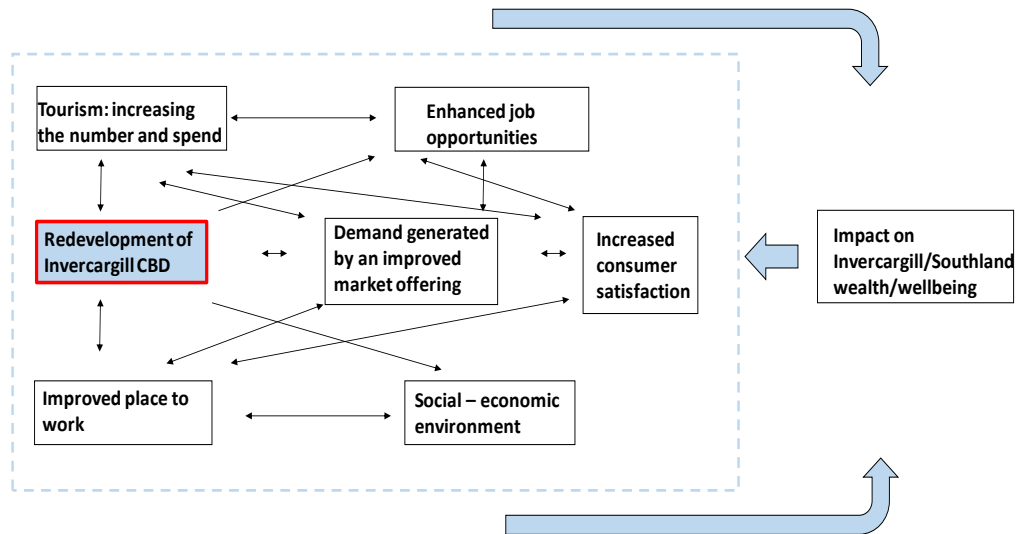 Tourism: increasing
the number and spend
Enhanced job
opportunities
Redevelopment of
Invercargill CBD
Demand generated
by an improved
market offering
Increased
consumer
satisfaction
Impact on
Invercargill/Southland
wealth/wellbeing
Improved place to
work
Social – economic
environment